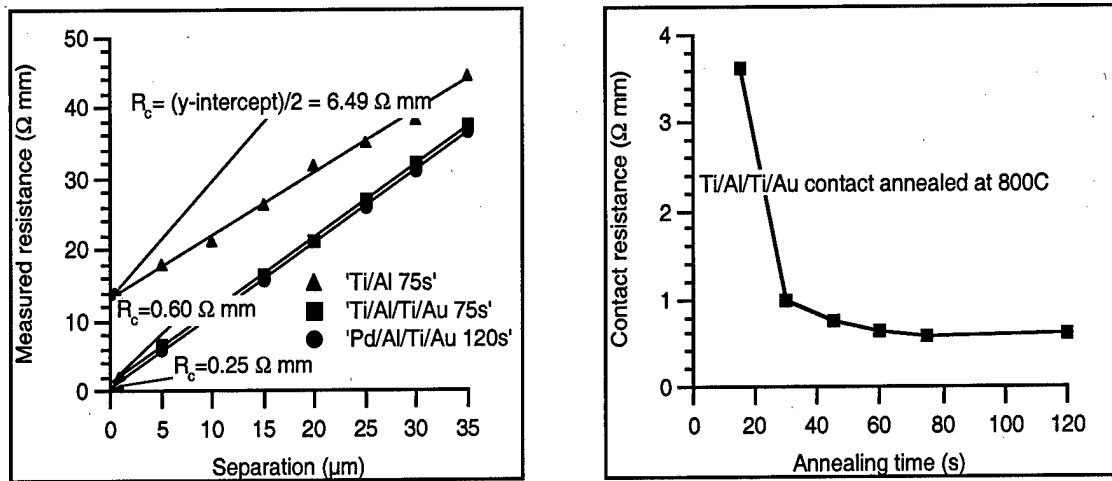 50
40
30
20
10
0
Measured resistance (Ω mm)
R_c= (y-intercept)/2 = 6.49 Ω mm
R_c=0.60 Ω mm
R_c=0.25 Ω mm
'Ti/Al 75s'
'Ti/Al/Ti/Au 75s'
'Pd/Al/Ti/Au 120s'
0 5 10 15 20 25 30 35
Separation (µm)
4
3
2
1
0
Contact resistance (Ω mm)
Ti/Al/Ti/Au contact annealed at 800C
0 20 40 60 80 100 120
Annealing time (s)